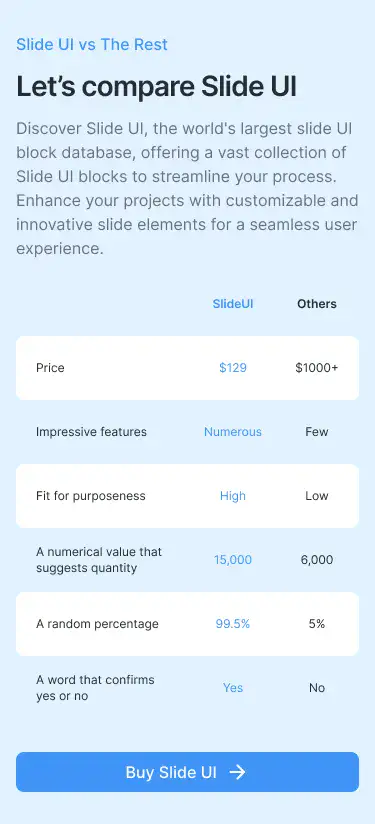 Slide UI vs The Rest
Let’s compare Slide UI
Discover Slide UI, the world's largest slide UI
block database, offering a vast collection of
Slide UI blocks to streamline your process.
Enhance your projects with customizable and
innovative slide elements for a seamless user
experience.
SlideUI Others
Price $129 $1000+
Impressive features Numerous Few
Fit for purposeness High Low
A numerical value that
suggests quantity 15,000 6,000
A random percentage 99.5% 5%
A word that confirms
yes or no Yes No
Buy Slide UI